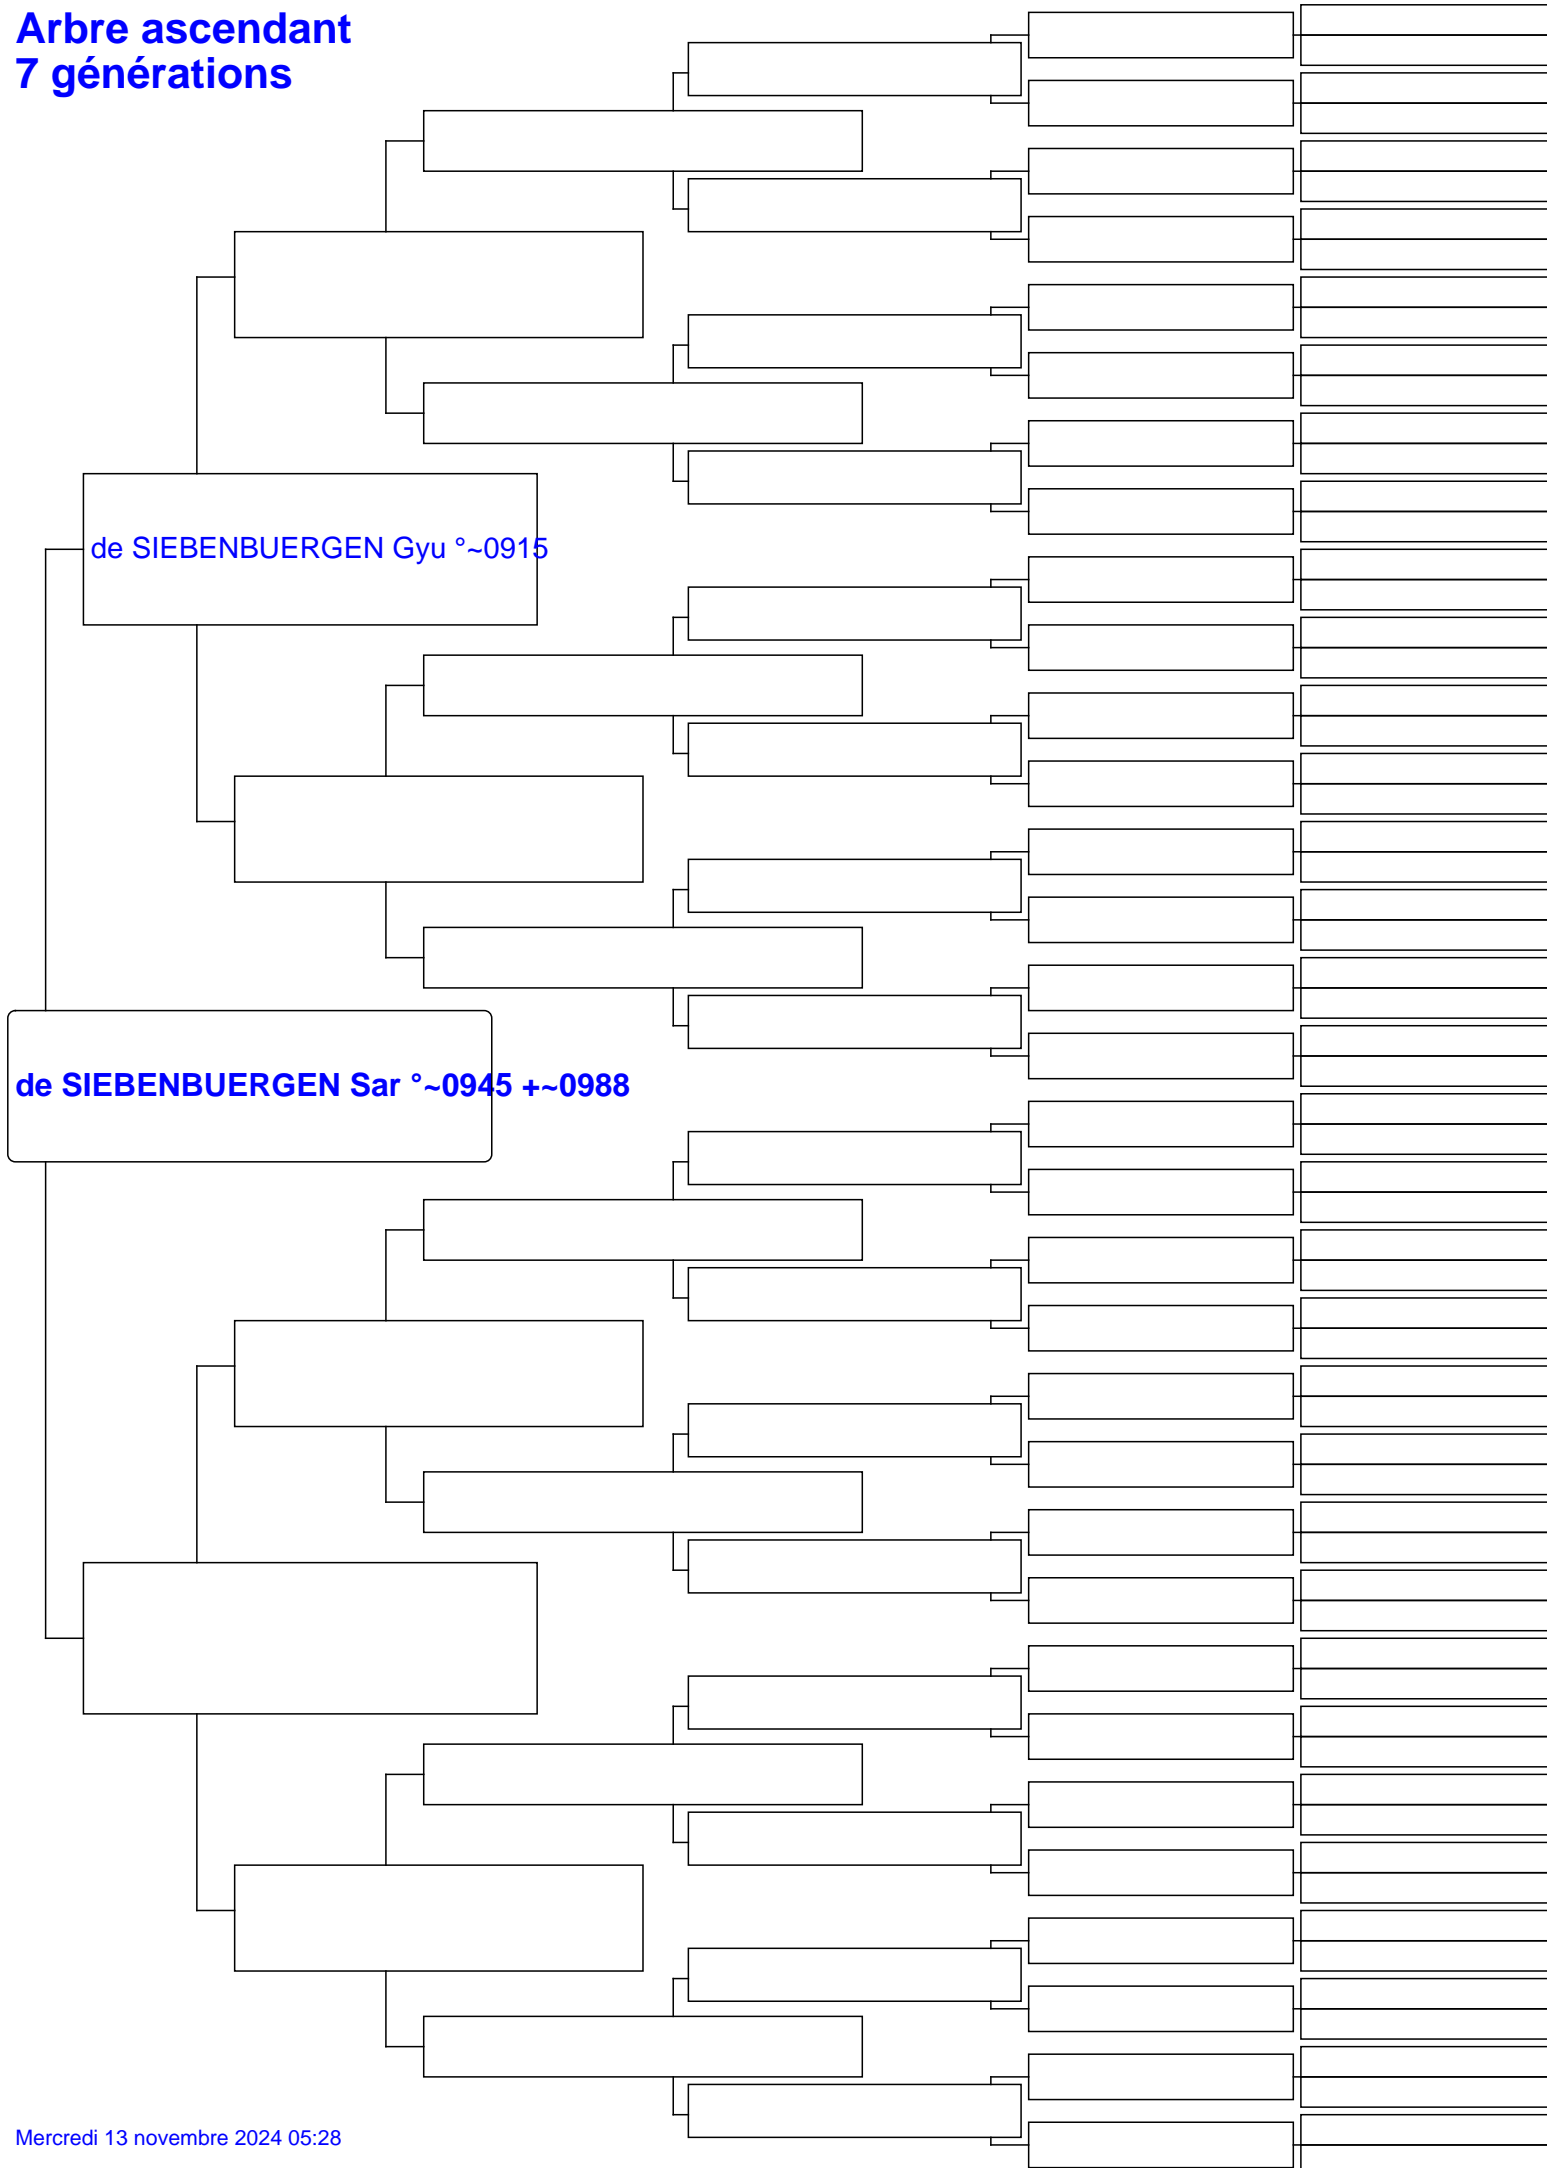 Arbre ascendant
7 générations
de SIEBENBUERGEN Gyu °~0915
de SIEBENBUERGEN Sar °~0945 +~0988
Mercredi 13 novembre 2024 05:28